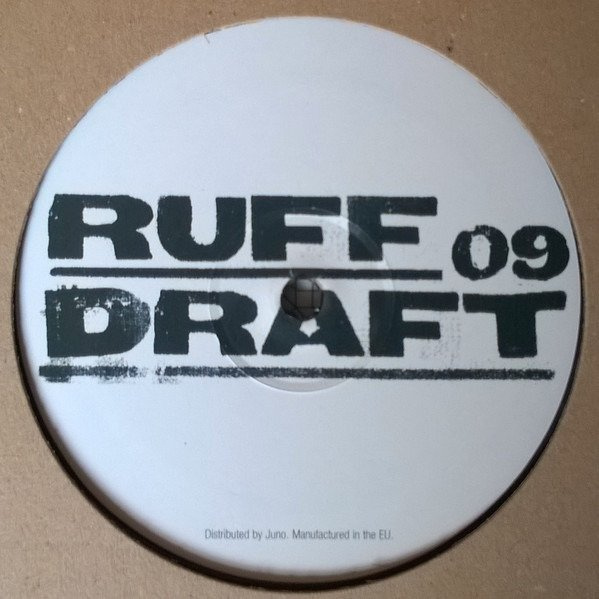 RUFF
09
DRAFT
Distributed by Juno. Manufactured in the EU.